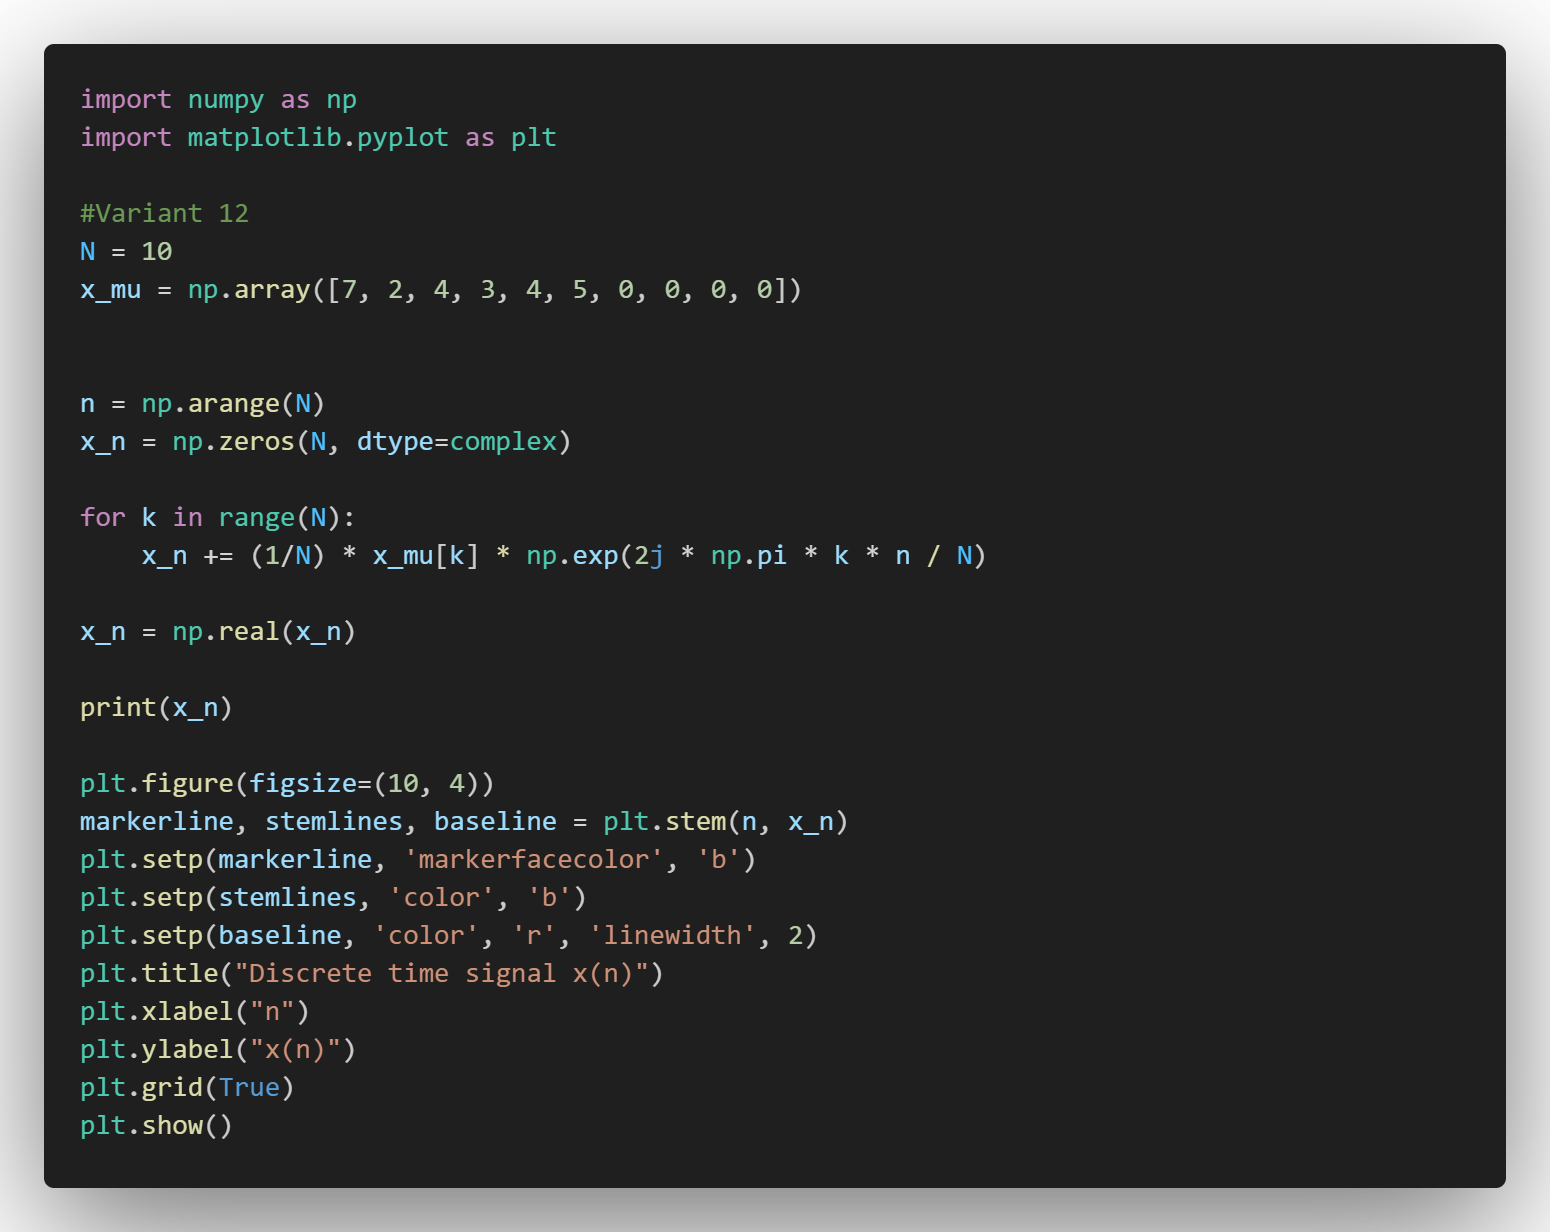 import numpy as np
import matplotlib.pyplot as plt

#Variant 12
N = 10
x_mu = np.array([7, 2, 4, 3, 4, 5, 0, 0, 0, 0])


n = np.arange(N)
x_n = np.zeros(N, dtype=complex)

for k in range(N):
    x_n += (1/N) * x_mu[k] * np.exp(2j * np.pi * k * n / N)

x_n = np.real(x_n)

print(x_n)

plt.figure(figsize=(10, 4))
markerline, stemlines, baseline = plt.stem(n, x_n)
plt.setp(markerline, 'markerfacecolor', 'b')
plt.setp(stemlines, 'color', 'b')
plt.setp(baseline, 'color', 'r', 'linewidth', 2)
plt.title("Discrete time signal x(n)")
plt.xlabel("n")
plt.ylabel("x(n)")
plt.grid(True)
plt.show()